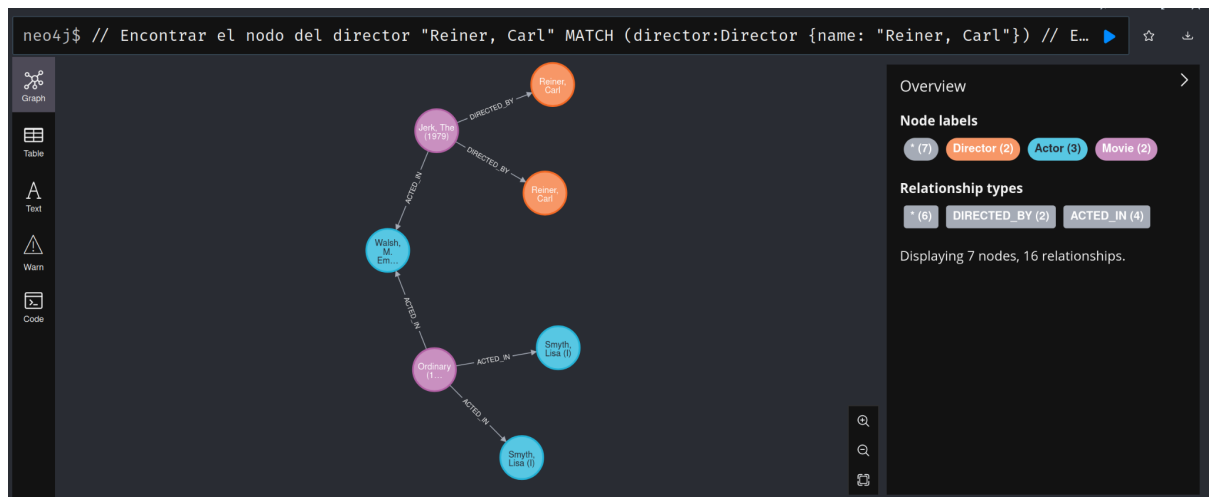 neo4j$ // Encontrar el nodo del director "Reiner, Carl" MATCH (director:Director {name: "Reiner, Carl"}) // E…
Graph
Table
Text
Warn
Code
Reiner,
Carl
DIRECTED_BY
Jerk, The
(1979)
DIRECTED_BY
Reiner,
Carl
ACTED_IN
Walsh,
M.
Em…
ACTED_IN
Ordinary
(1…
ACTED_IN
Smyth,
Lisa (I)
ACTED_IN
Smyth,
Lisa (I)
Overview
Node labels
* (7) Director (2) Actor (3) Movie (2)
Relationship types
* (6) DIRECTED_BY (2) ACTED_IN (4)
Displaying 7 nodes, 16 relationships.